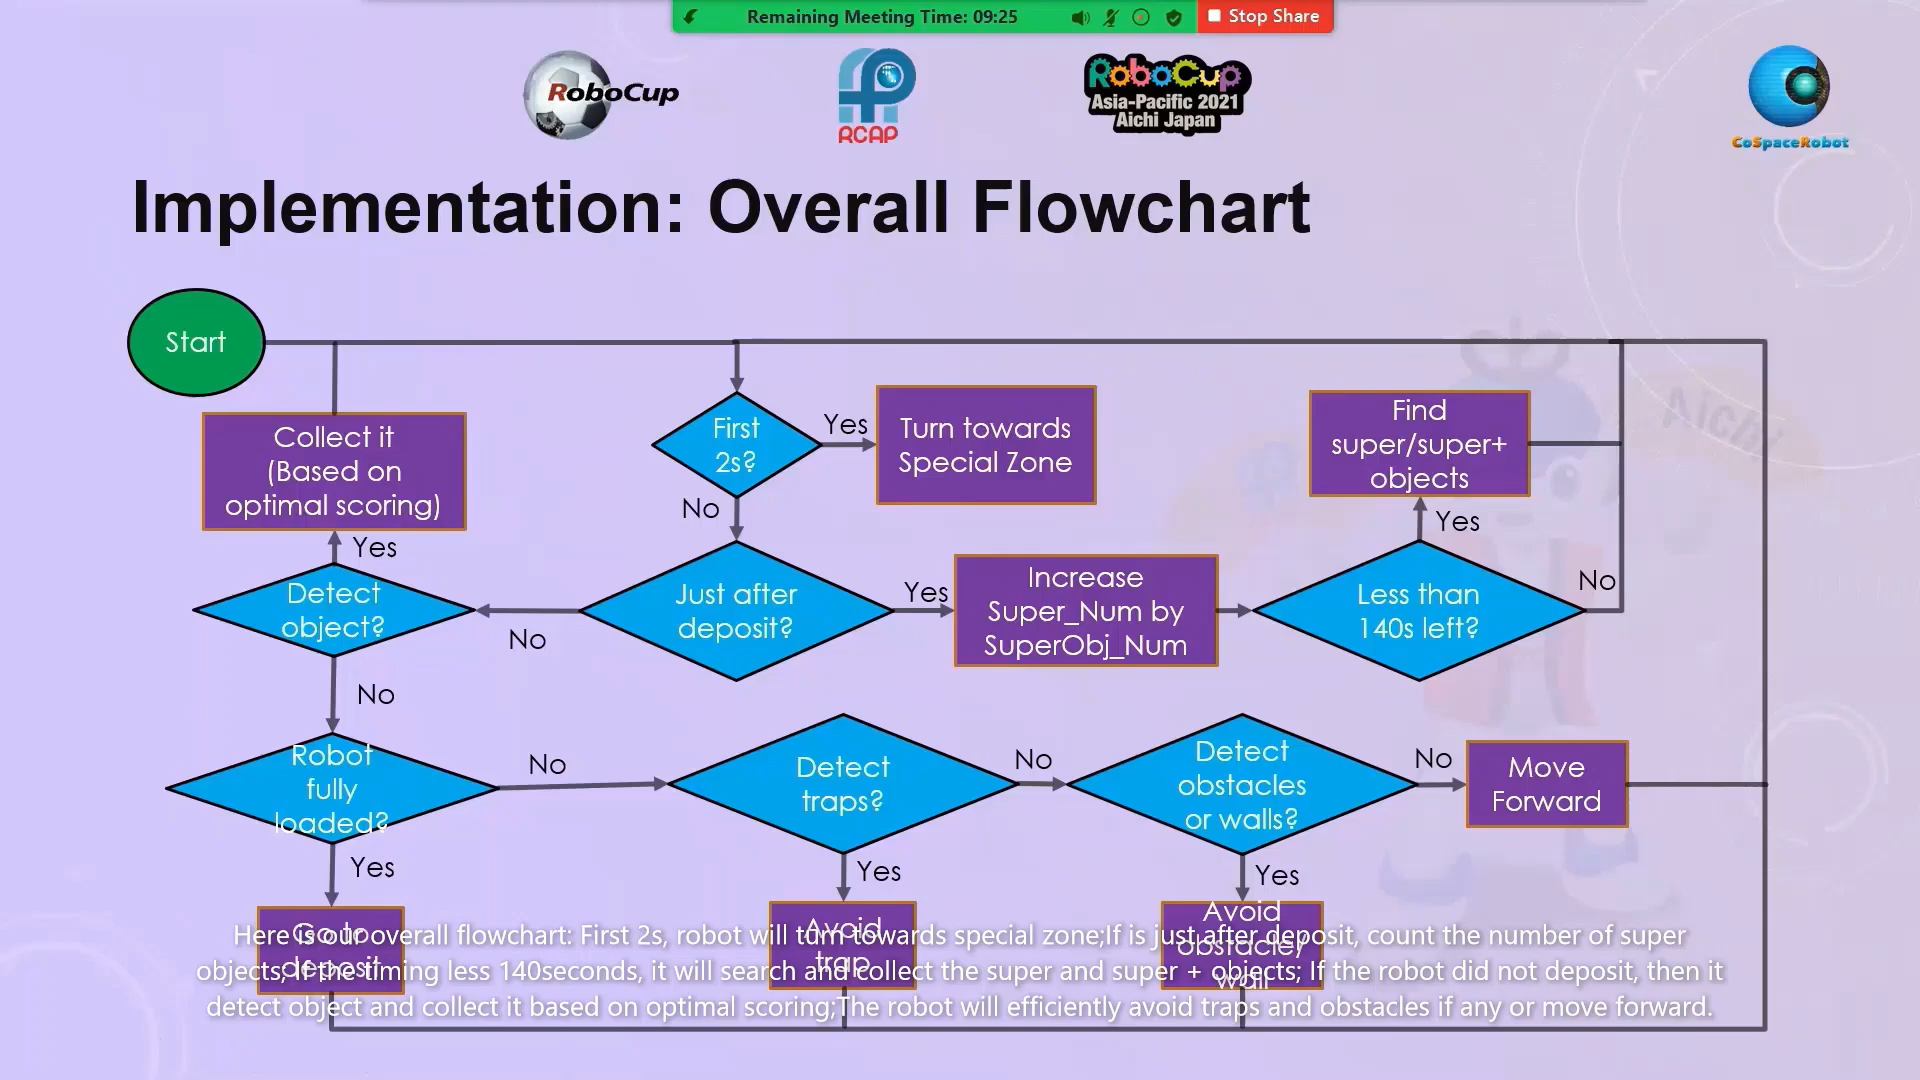 Remaining Meeting Time: 09:25
Stop Share
RoboCup
RCAP
RoboCup
Asia-Pacific 2021
Aichi Japan
CoSpaceRobot
Implementation: Overall Flowchart
Start
Collect it
(Based on
optimal scoring)
First
2s?
Yes
Turn towards
Special Zone
Find
super/super+
objects
Aichi
No
Yes
Yes
Detect
object?
No
Just after
deposit?
Yes
Increase
Super_Num by
SuperObj_Num
Less than
140s left?
No
No
Robot
fully
loaded?
No
Detect
traps?
No
Detect
obstacles
or walls?
No
Move
Forward
Yes
Yes
Yes
Go to
deposit
Avoid
trap
Avoid
obstacle/
wall
Here is our overall flowchart: First 2s, robot will turn towards special zone;If is just after deposit, count the number of super
objects; If the timing less 140seconds, it will search and collect the super and super + objects; If the robot did not deposit, then it
detect object and collect it based on optimal scoring;The robot will efficiently avoid traps and obstacles if any or move forward.